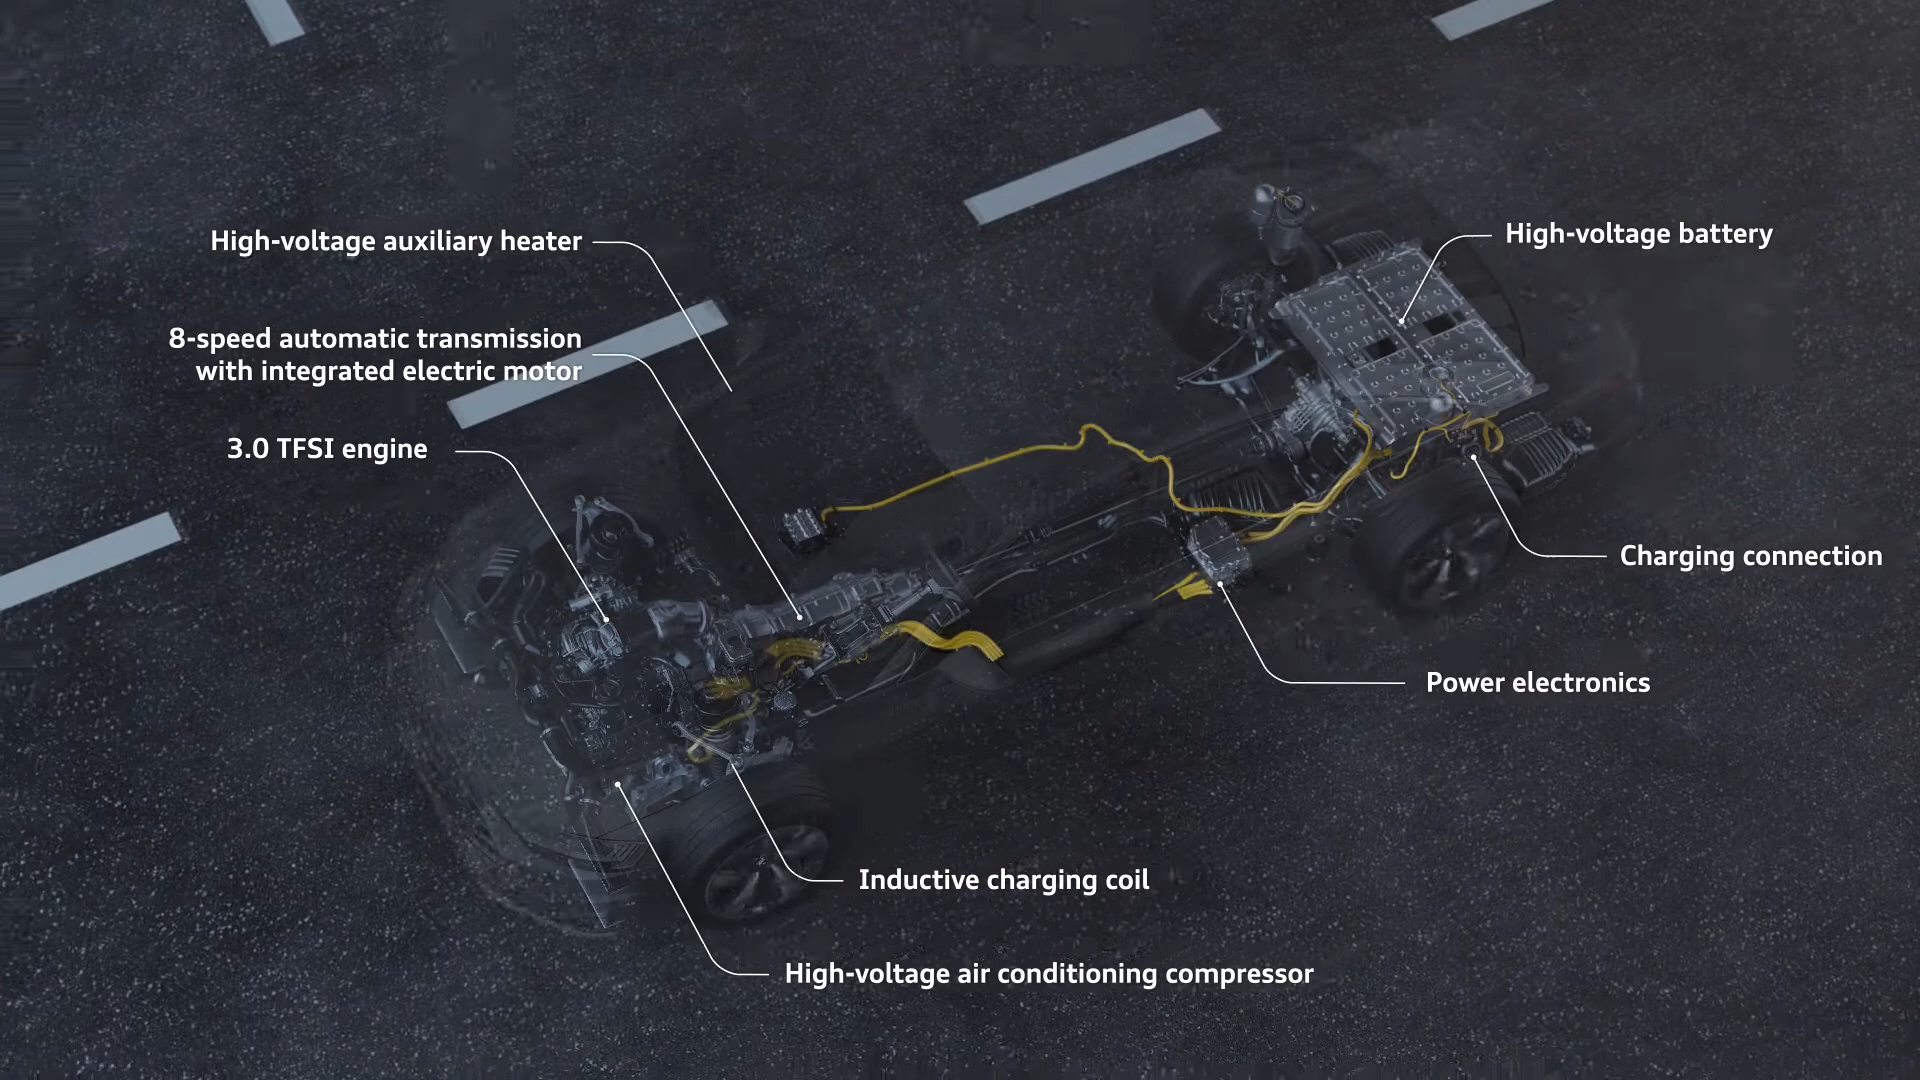 High-voltage auxiliary heater
8-speed automatic transmission
with integrated electric motor
3.0 TFSI engine
High-voltage battery
Charging connection
Power electronics
Inductive charging coil
High-voltage air conditioning compressor